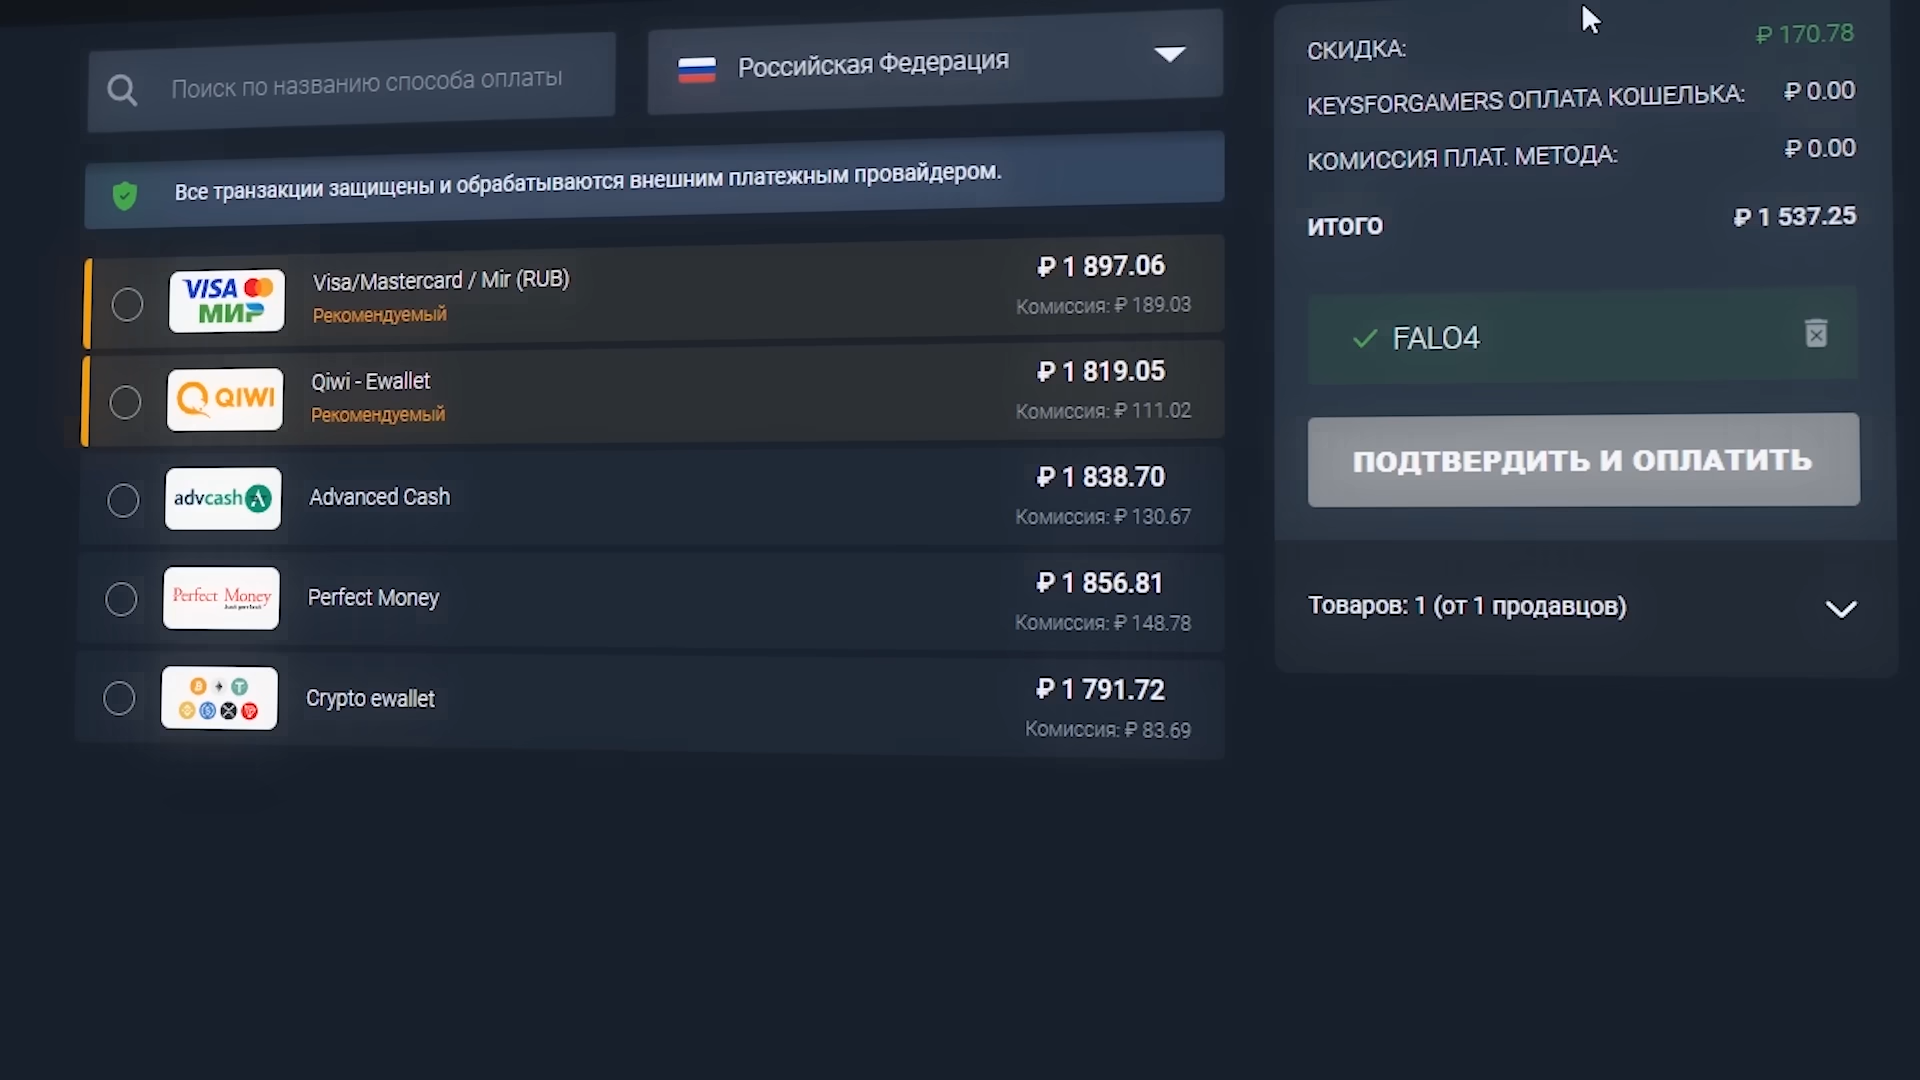 Поиск по названию способа оплаты
Российская Федерация
Все транзакции защищены и обрабатываются внешним платежным провайдером.
VISA
МИР
Visa/Mastercard / Mir (RUB)
Рекомендуемый
₽ 1 897.06
Комиссия: ₽ 189.03
QIWI
Qiwi - Ewallet
Рекомендуемый
₽ 1 819.05
Комиссия: ₽ 111.02
advcash
Advanced Cash
₽ 1 838.70
Комиссия: ₽ 130.67
Perfect Money
Just perfect
Perfect Money
₽ 1 856.81
Комиссия: ₽ 148.78
Crypto ewallet
₽ 1 791.72
Комиссия: ₽ 83.69
СКИДКА: ₽ 170.78
KEYSFORGAMERS ОПЛАТА КОШЕЛЬКА: ₽ 0.00
КОМИССИЯ ПЛАТ. МЕТОДА: ₽ 0.00
ИТОГО ₽ 1 537.25
FALO4
ПОДТВЕРДИТЬ И ОПЛАТИТЬ
Товаров: 1 (от 1 продавцов)